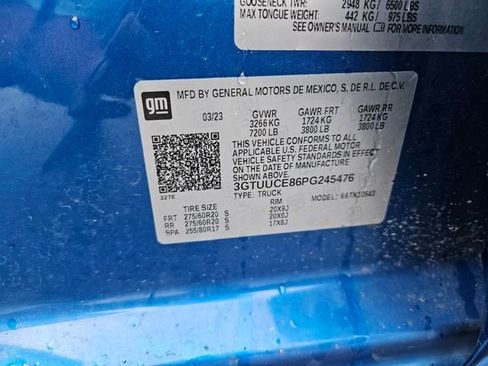 GOOSENECK TWR: 2948 KG/ 6500 LBS
MAX TONGUE WEIGHT: 442 KG / 975 LBS
SEE OWNER'S MANUAL FOR MORE INFORMATION
gm
MFD BY GENERAL MOTORS DE MEXICO, S. DE R.L. DE C.V.
03/23 GVWR GAWR FRT GAWR RR
3266 KG 1724 KG 1724 KG
7200 LB 3800 LB 3800 LB
THIS VEHICLE CONFORMS TO ALL APPLICABLE
U.S. FEDERAL MOTOR VEHICLE SAFETY STANDARDS
IN EFFECT ON THE DATE OF MANUFACTURE
SHOWN ABOVE.
3GTUUCE86PG245476
TYPE: TRUCK MODEL:
327E
TIRE SIZE RIM
FRT 275/60R20 S 20X9J
RR 275/60R20 S 20X9J
SPA 255/80R17 S 17X8J